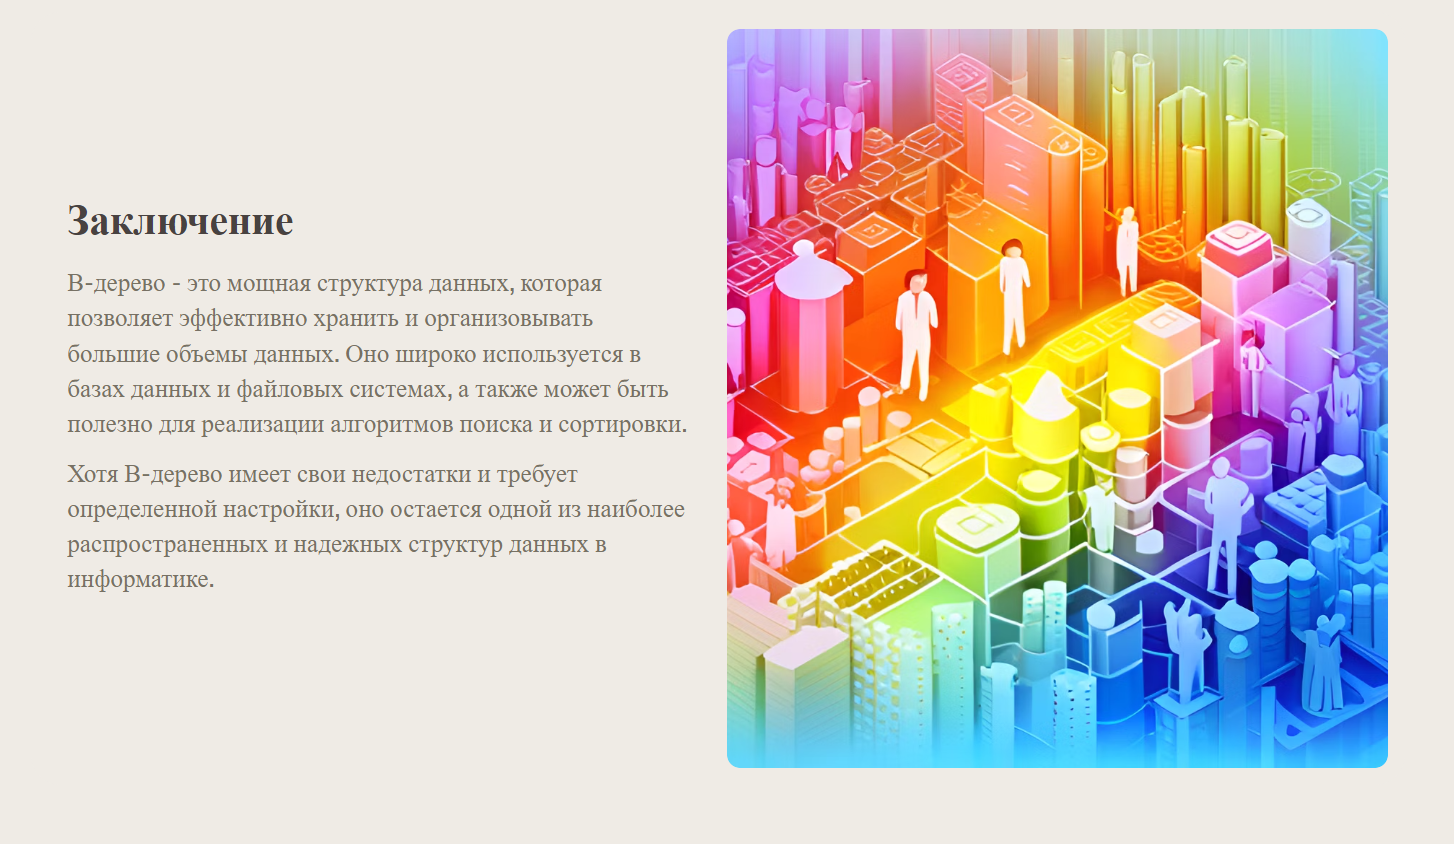 Заключение
В-дерево - это мощная структура данных, которая
позволяет эффективно хранить и организовывать
большие объемы данных. Оно широко используется в
базах данных и файловых системах, а также может быть
полезно для реализации алгоритмов поиска и сортировки.
Хотя В-дерево имеет свои недостатки и требует
определенной настройки, оно остается одной из наиболее
распространенных и надежных структур данных в
информатике.